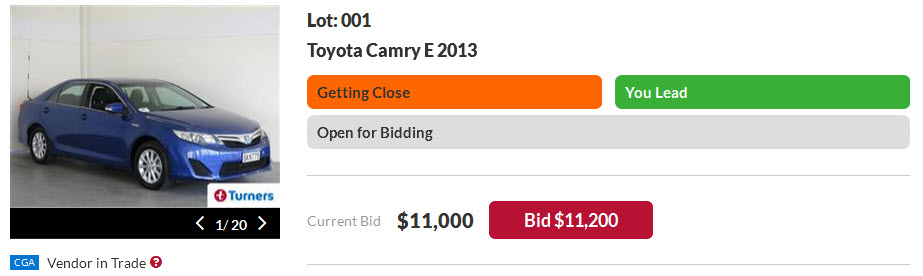 Lot: 001
Toyota Camry E 2013
Getting Close
You Lead
Open for Bidding
Turners
1/20
Current Bid $11,000 Bid $11,200
CGA Vendor in Trade ?